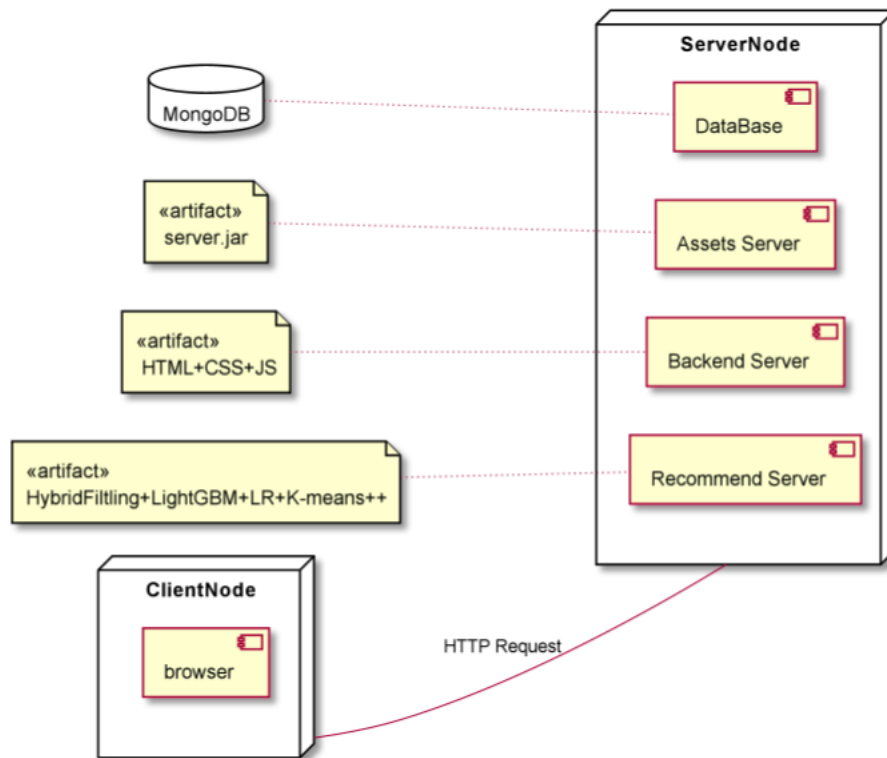 ServerNode
MongoDB
DataBase
«artifact»
server.jar
Assets Server
«artifact»
HTML+CSS+JS
Backend Server
«artifact»
HybridFiltling+LightGBM+LR+K-means++
Recommend Server
ClientNode
browser
HTTP Request